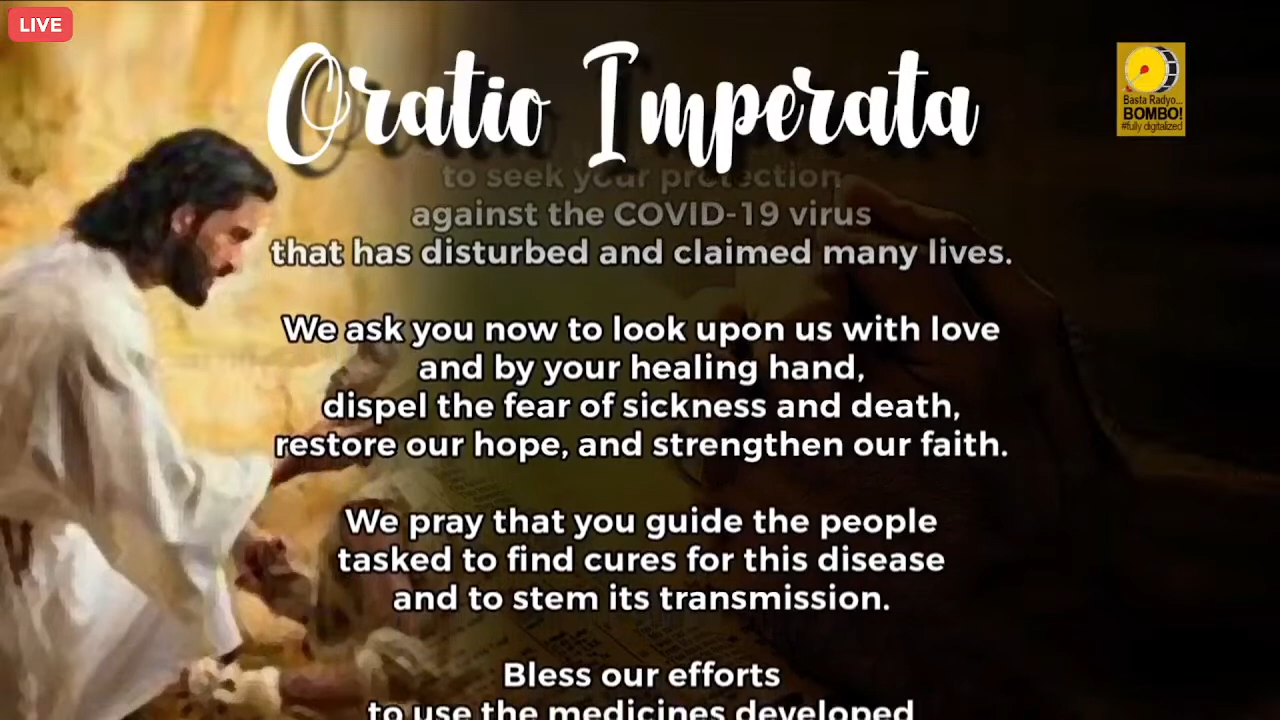 LIVE
Oratio Imperata
Basta Radyo...
BOMBO!
#fully digitalized
to seek your protection
against the COVID-19 virus
that has disturbed and claimed many lives.
We ask you now to look upon us with love
and by your healing hand,
dispel the fear of sickness and death,
restore our hope, and strengthen our faith.
We pray that you guide the people
tasked to find cures for this disease
and to stem its transmission.
Bless our efforts
to use the medicines developed